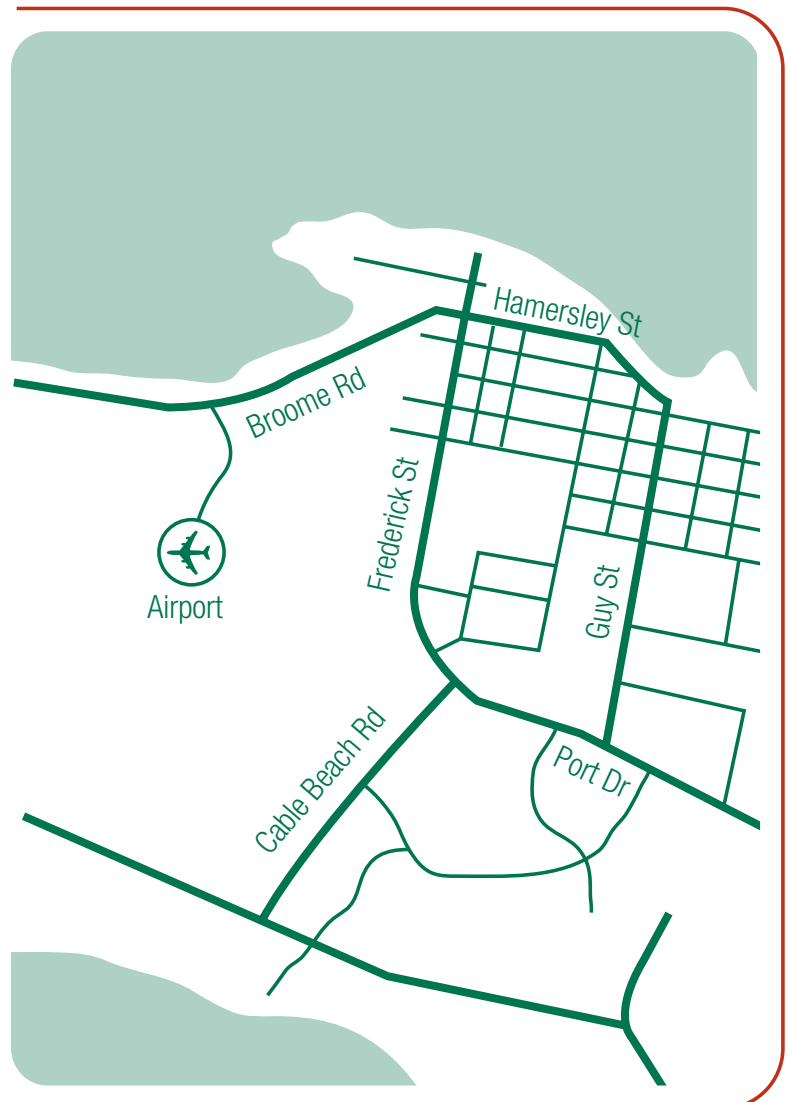 Hamersley St
Broome Rd
Frederick St
Airport
Guy St
Cable Beach Rd
Port Dr